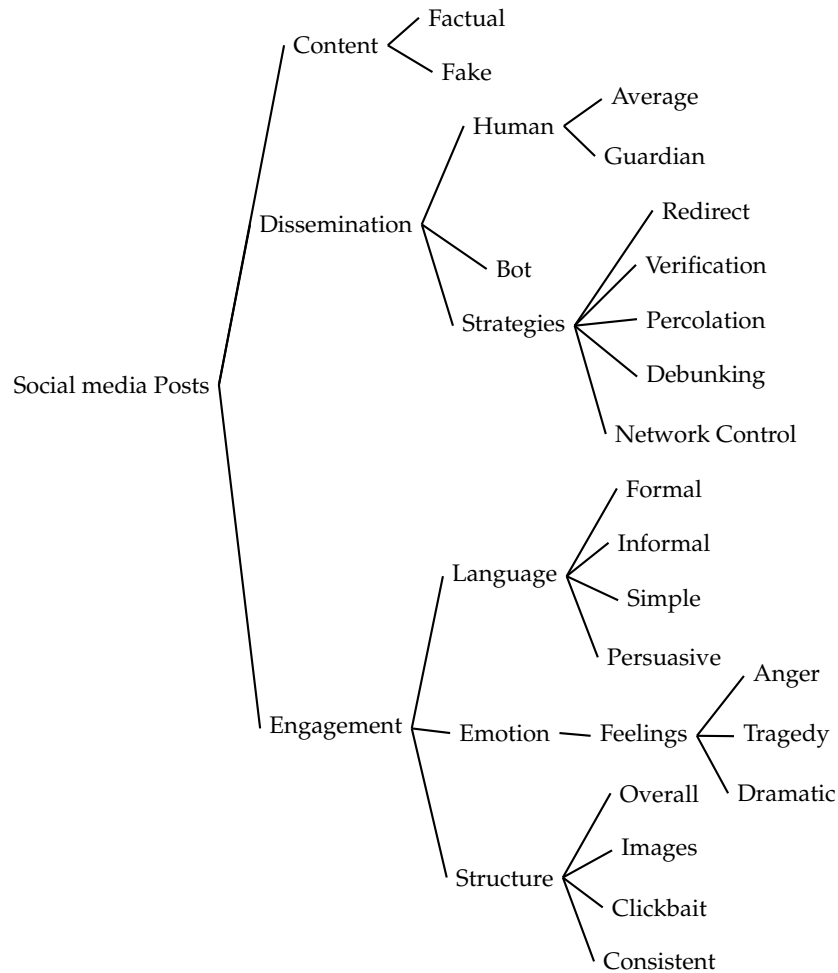 Factual
Content
Fake
Average
Human
Guardian
Redirect
Dissemination
Verification
Bot
Percolation
Strategies
Debunking
Social media Posts
Network Control
Formal
Informal
Language
Simple
Persuasive
Anger
Engagement
Emotion
Feelings
Tragedy
Overall
Dramatic
Images
Structure
Clickbait
Consistent